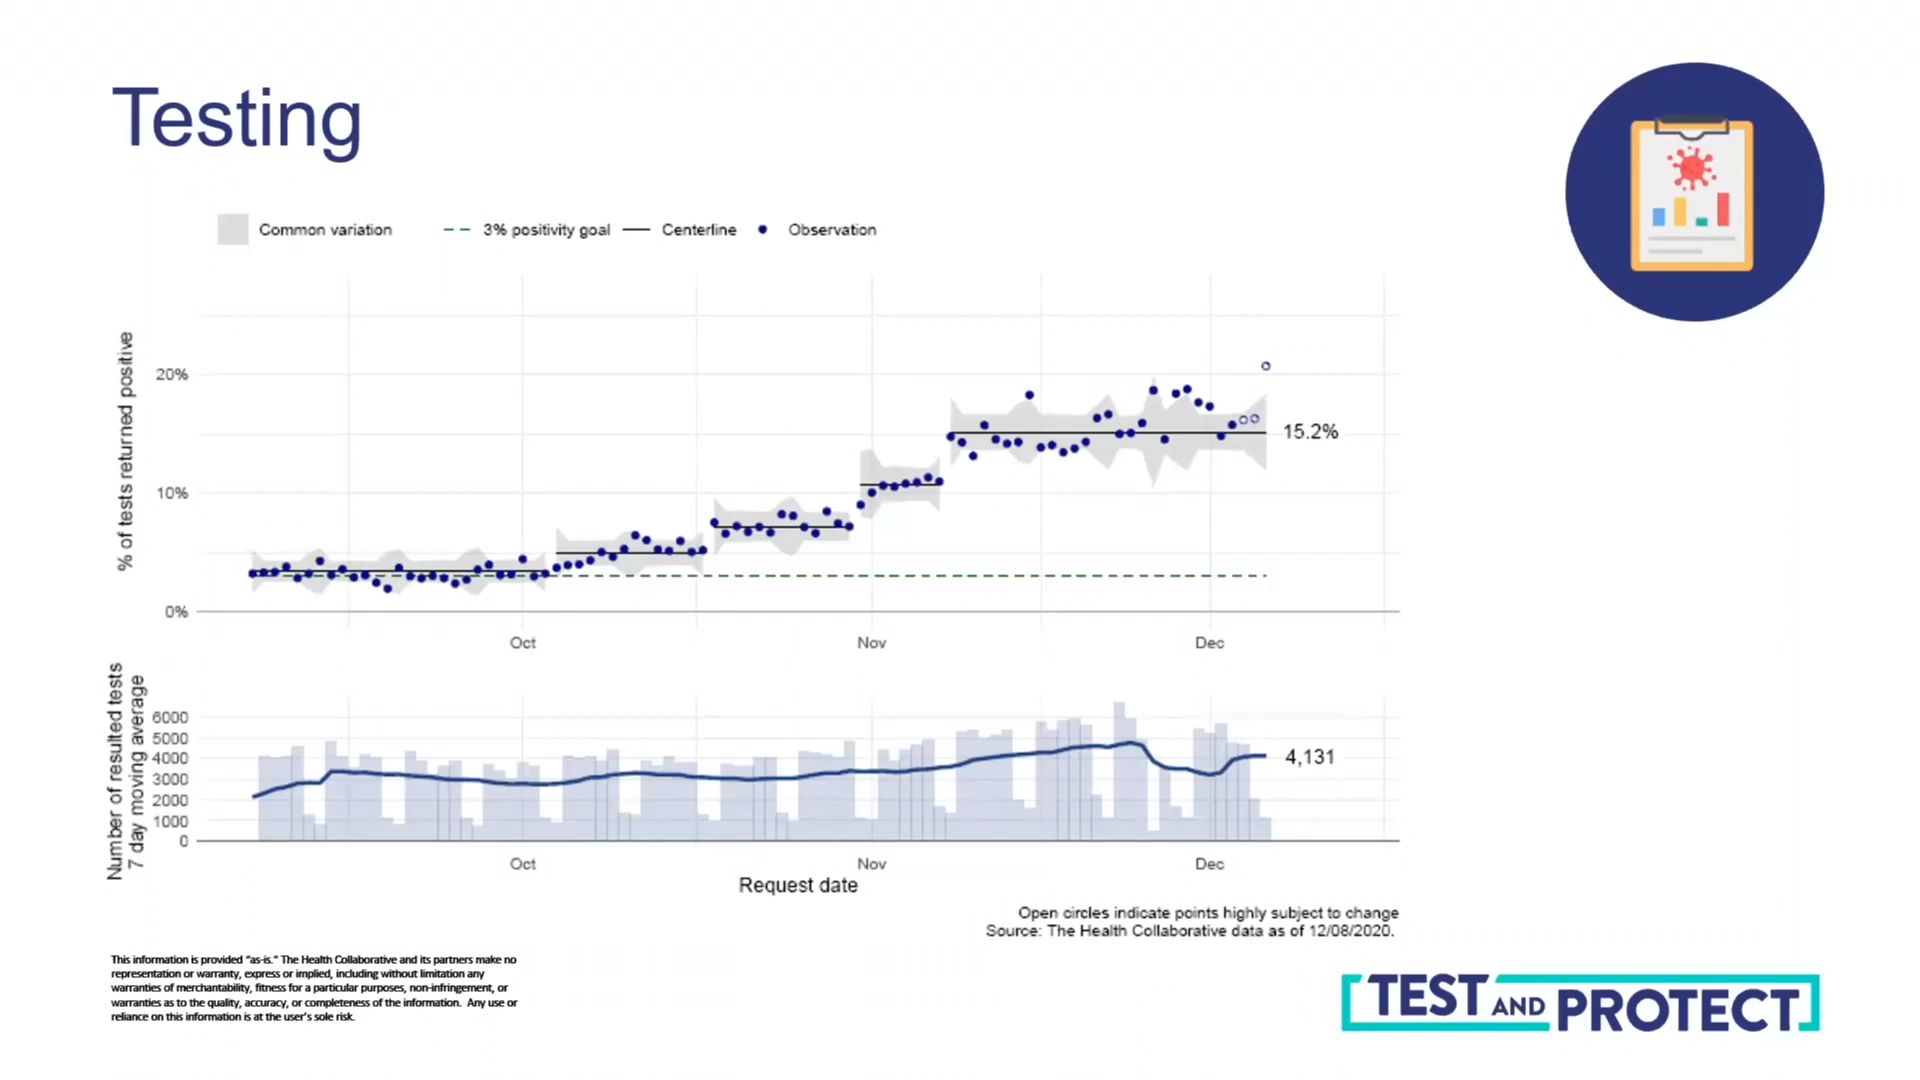 Testing
Common variation
3% positivity goal
Centerline
Observation
% of tests returned positive
20%
10%
0%
15.2%
Oct
Nov
Dec
Number of resulted tests
7 day moving average
6000
5000
4000
3000
2000
1000
0
4,131
Oct
Nov
Dec
Request date
Open circles indicate points highly subject to change
Source: The Health Collaborative data as of 12/08/2020.
This information is provided “as-is.” The Health Collaborative and its partners make no
representation or warranty, express or implied, including without limitation any
warranties of merchantability, fitness for a particular purposes, non-infringement, or
warranties as to the quality, accuracy, or completeness of the information. Any use or
reliance on this information is at the user’s sole risk.
TEST AND PROTECT